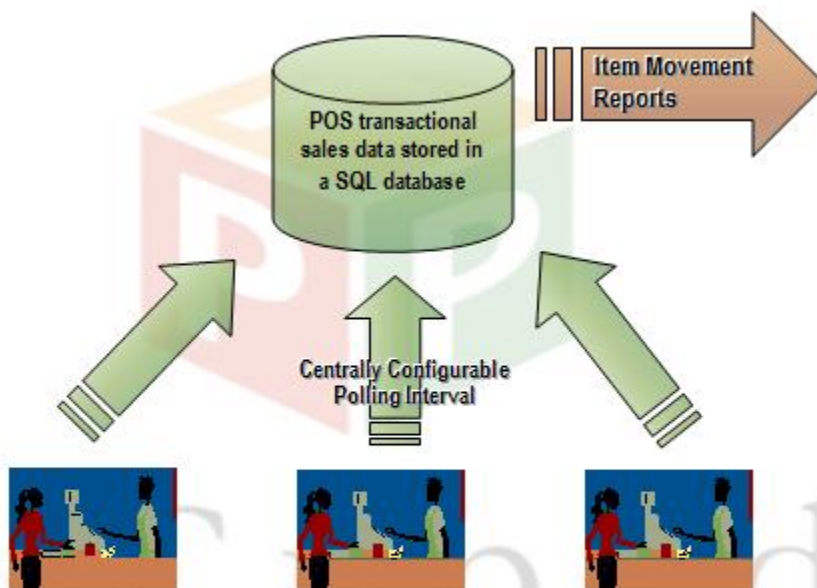 Item Movement
Reports
POS transactional
sales data stored in
a SQL database
Centrally Configurable
Polling Interval
P
P